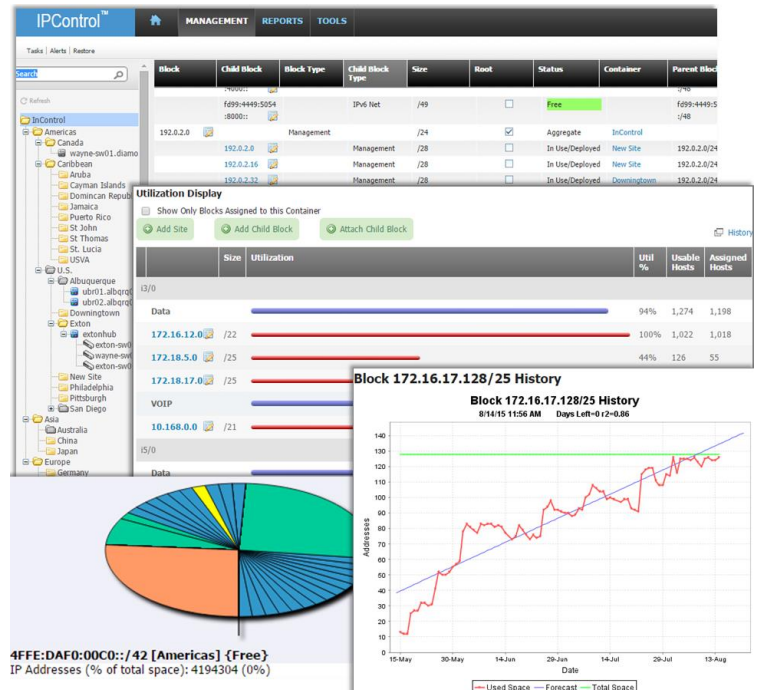 IPControl™
MANAGEMENT REPORTS TOOLS
Tasks | Alerts | Restore
Search
Refresh
InControl
Americas
Canada
wayne-sw01.diamo
Caribbean
Aruba
Cayman Islands
Domincan Repub
Jamaica
Puerto Rico
St John
St Thomas
St. Lucia
USVA
U.S.
Albuquerque
ubr01.albqrq
ubr02.albqrq
Downingtown
Exton
extonhub
exton-sw0
wayne-sw
exton-sw0
New Site
Philadelphia
Pittsburgh
San Diego
Asia
Australia
China
Japan
Europe
Germany
Block Child Block Block Type Child Block Type Size Root Status Container Parent Block
:4000:: :/48
fd99:4449:5054 IPv6 Net /49 Free fd99:4449:5
:8000:: :/48
192.0.2.0 Management /24 Aggregate InControl
192.0.2.0 Management /28 In Use/Deployed New Site 192.0.2.0/24
192.0.2.16 Management /28 In Use/Deployed New Site 192.0.2.0/24
192.0.2.32 Management /28 In Use/Deployed Downingtown 192.0.2/24
Utilization Display
Show Only Blocks Assigned to this Container
Add Site Add Child Block Attach Child Block History
Size Utilization Util % Usable Hosts Assigned Hosts
i3/0
Data 94% 1,274 1,198
172.16.12.0 /22 100% 1,022 1,018
172.18.5.0 /25 44% 126 55
172.18.17.0 /25
VOIP
10.168.0.0 /21
i5/0
Data
Block 172.16.17.128/25 History
Block 172.16.17.128/25 History
8/14/15 11:56 AM Days Left=0 r2=0.86
140
130
120
110
100
90
80
70
60
50
40
30
20
10
0
Addresses
15-May 30-May 14-Jun 29-Jun 14-Jul 29-Jul 13-Aug
Date
Used Space Forecast Total Space
4FFE:DAF0:00C0::/42 [Americas] {Free}
IP Addresses (% of total space): 4194304 (0%)